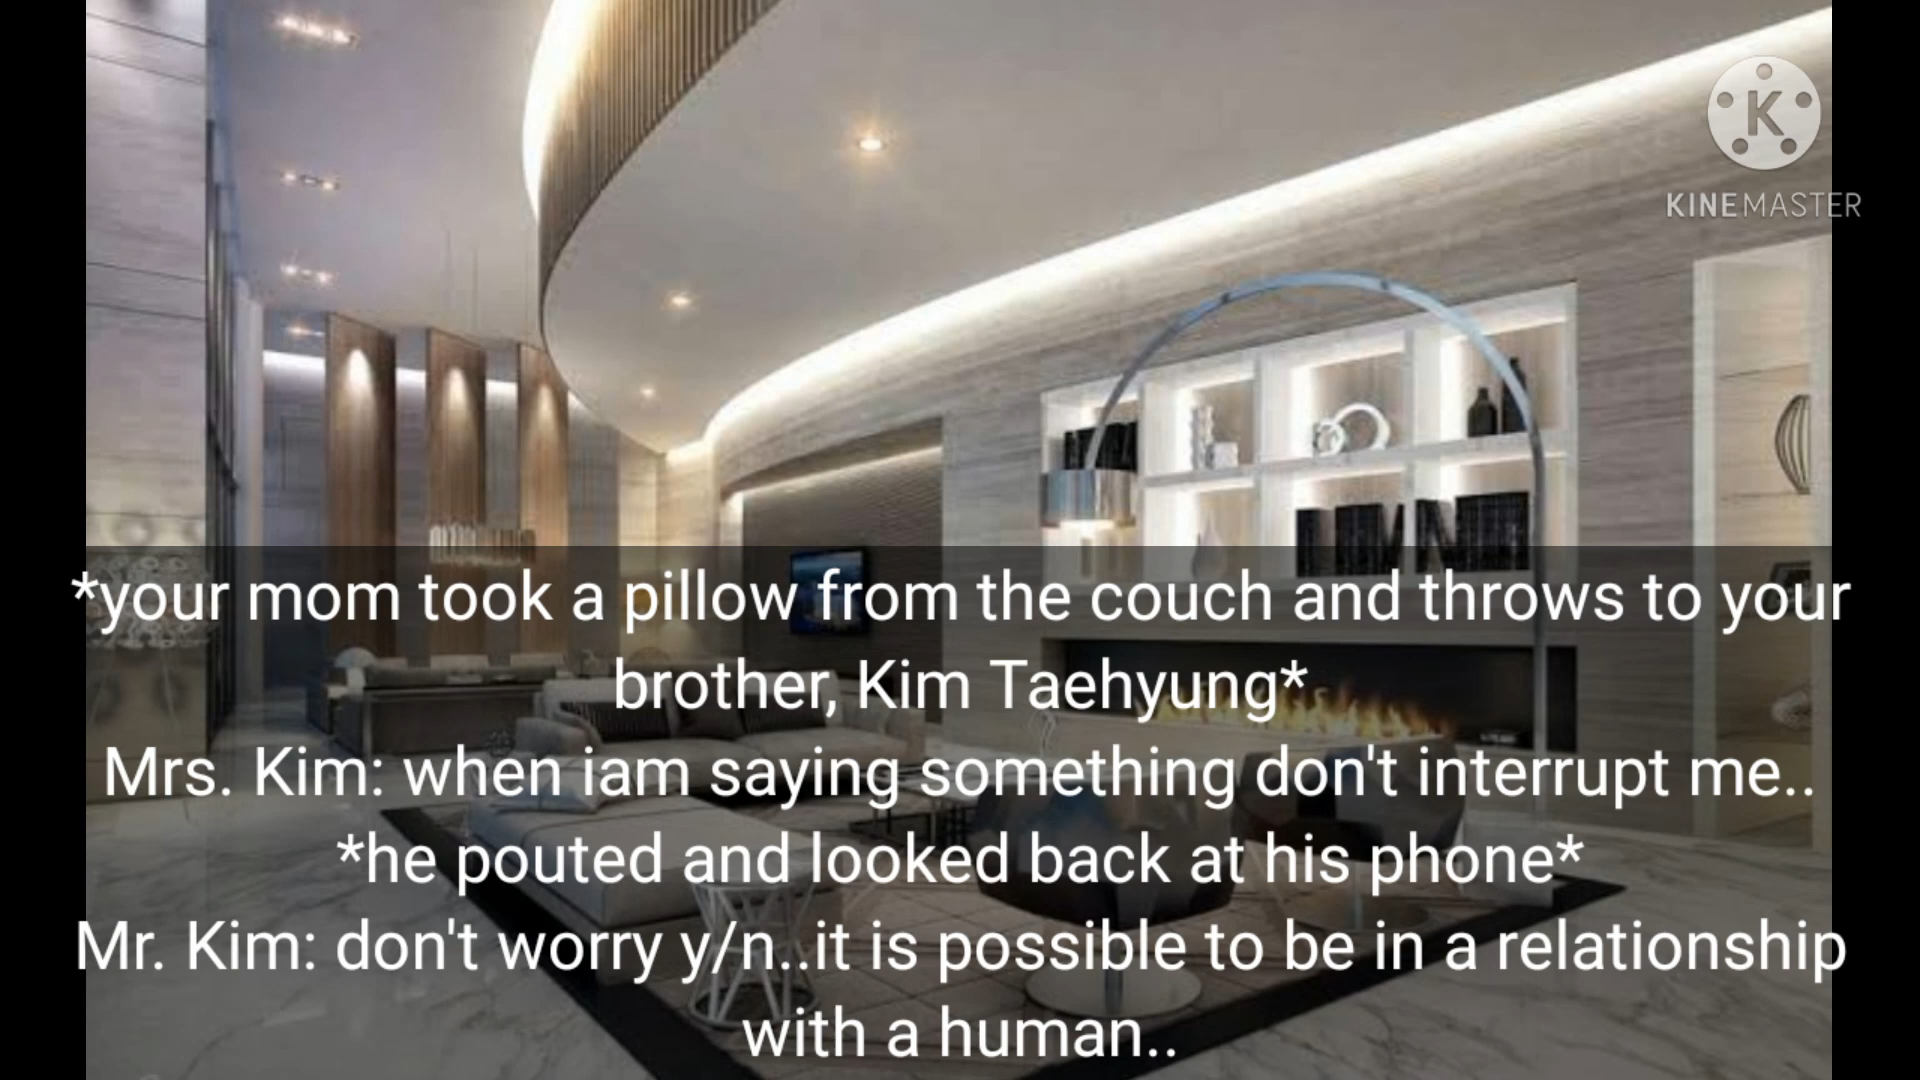 K
KINEMASTER
*your mom took a pillow from the couch and throws to your
brother, Kim Taehyung*
Mrs. Kim: when iam saying something don't interrupt me..
*he pouted and looked back at his phone*
Mr. Kim: don't worry y/n..it is possible to be in a relationship
with a human..